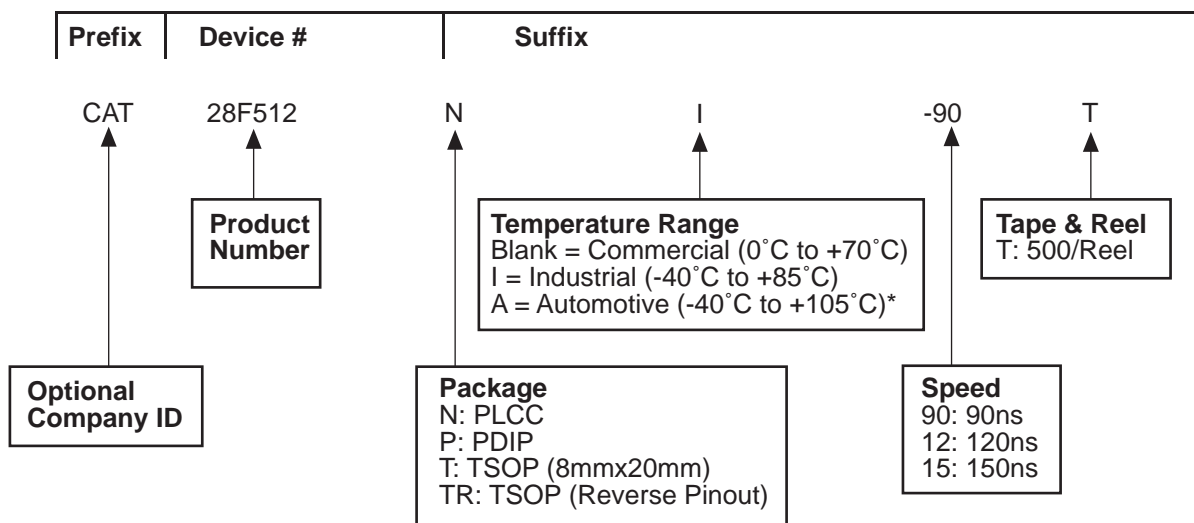 Prefix Device # Suffix
CAT 28F512 N I -90 T
Product
Number
Temperature Range
Blank = Commercial (0˚C to +70˚C)
I = Industrial (-40˚C to +85˚C)
A = Automotive (-40˚C to +105˚C)*
Tape & Reel
T: 500/Reel
Optional
Company ID
Package
N: PLCC
P: PDIP
T: TSOP (8mmx20mm)
TR: TSOP (Reverse Pinout)
Speed
90: 90ns
12: 120ns
15: 150ns